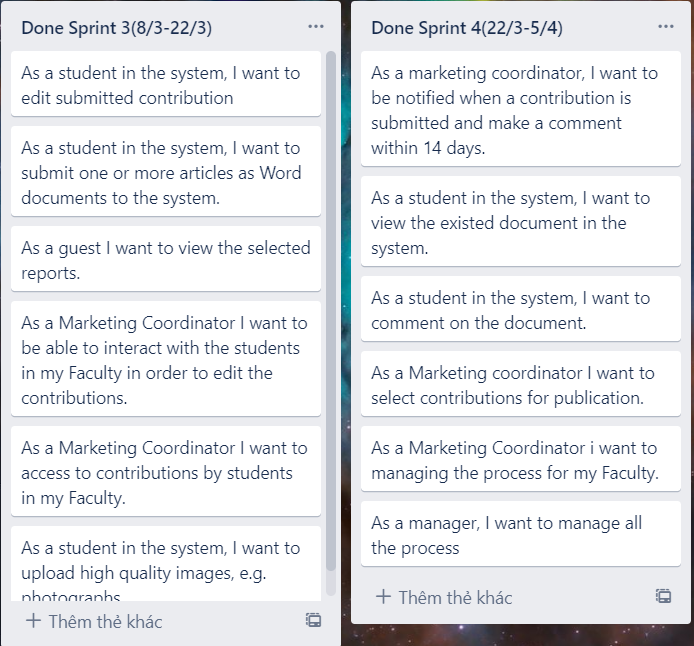 Done Sprint 3(8/3-22/3)
As a student in the system, I want to
edit submitted contribution
As a student in the system, I want to
submit one or more articles as Word
documents to the system.
As a guest I want to view the selected
reports.
As a Marketing Coordinator I want to
be able to interact with the students
in my Faculty in order to edit the
contributions.
As a Marketing Coordinator I want to
access to contributions by students
in my Faculty.
As a student in the system, I want to
upload high quality images, e.g.
photographs
Thêm thẻ khác
Done Sprint 4(22/3-5/4)
As a marketing coordinator, I want to
be notified when a contribution is
submitted and make a comment
within 14 days.
As a student in the system, I want to
view the existed document in the
system.
As a student in the system, I want to
comment on the document.
As a Marketing coordinator I want to
select contributions for publication.
As a Marketing Coordinator i want to
managing the process for my Faculty.
As a manager, I want to manage all
the process
Thêm thẻ khác